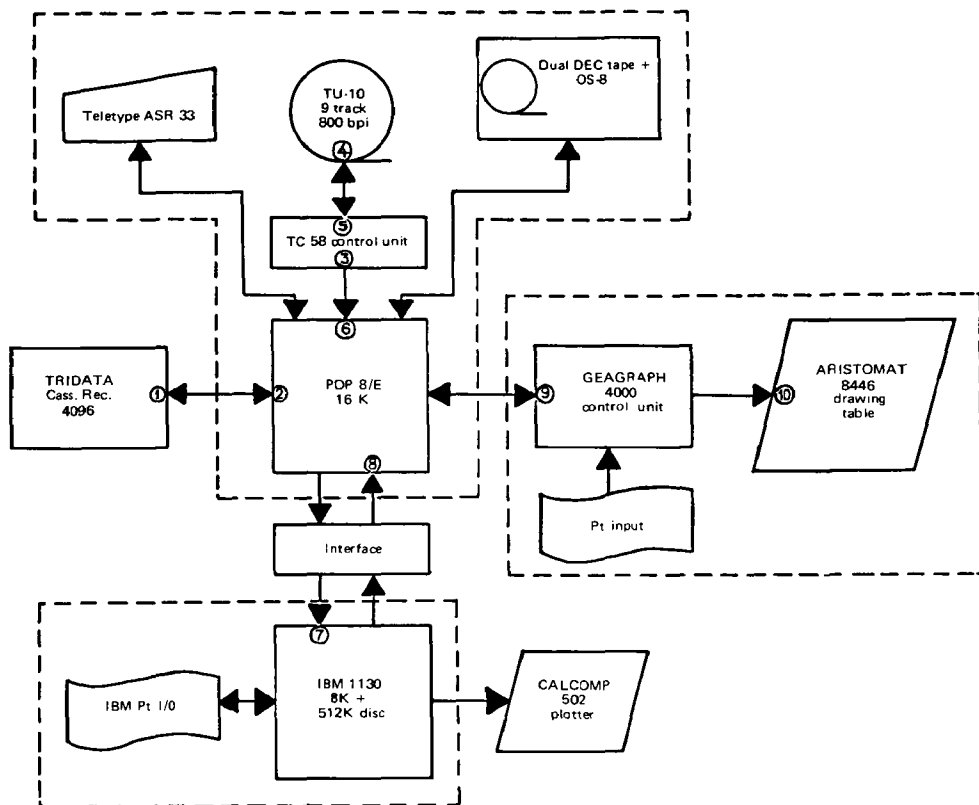 Teletype ASR 33
TU-10
9 track
800 bpi
4
Dual DEC tape +
OS-8
5
TC 58 control unit
3
6
PDP 8/E
16 K
2
8
TRIDATA
Cass. Rec.
4096
1
GEAGRAPH
4000
control unit
9
ARISTOMAT
8446
drawing
table
10
Pt input
Interface
7
IBM 1130
8K +
512K disc
IBM Pt I/0
CALCOMP
502
plotter